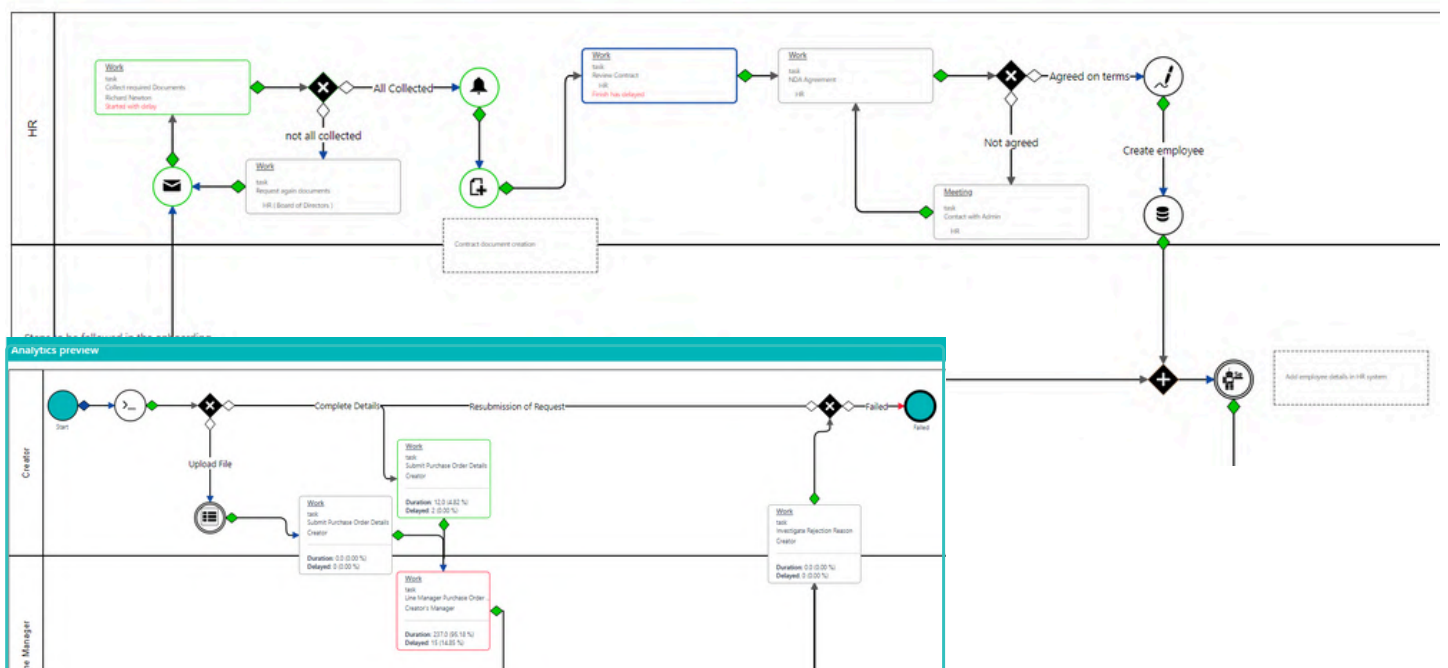 HR
Work
task
Collect required Documents
Richard Newton
Started with delay
All Collected
not all collected
Work
task
Request again documents
HR ( Board of Directors )
Contract document creation
Work
task
Review Contract
HR
Finish has delayed
Work
task
NDA Agreement
HR
Agreed on terms
Not agreed
Meeting
task
Contact with Admin
HR
Create employee
Add employee details in HR system
Analytics preview
Creator
Start
Complete Details
Resubmission of Request
Failed
Failed
Upload File
Work
task
Submit Purchase Order Details
Creator
Duration: 12.0 (4.82 %)
Delayed: 2 (0.00 %)
Work
task
Submit Purchase Order Details
Creator
Duration: 0.0 (0.00 %)
Delayed: 0 (0.00 %)
Work
task
Investigate Rejection Reason
Creator
Duration: 0.0 (0.00 %)
Delayed: 0 (0.00 %)
Work
task
Line Manager Purchase Order ...
Creator's Manager
Duration: 237.0 (95.18 %)
Delayed: 15 (14.85 %)
Manager